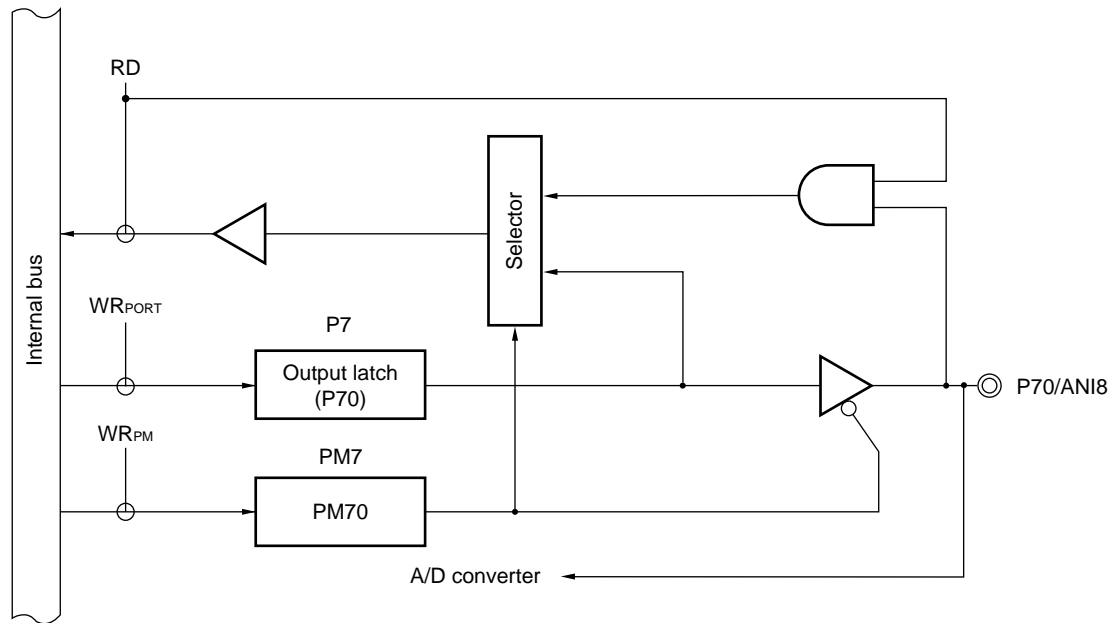 RD
Selector
Internal bus
WRPORT
P7
Output latch
(P70)
P70/ANI8
WRPM
PM7
PM70
A/D converter